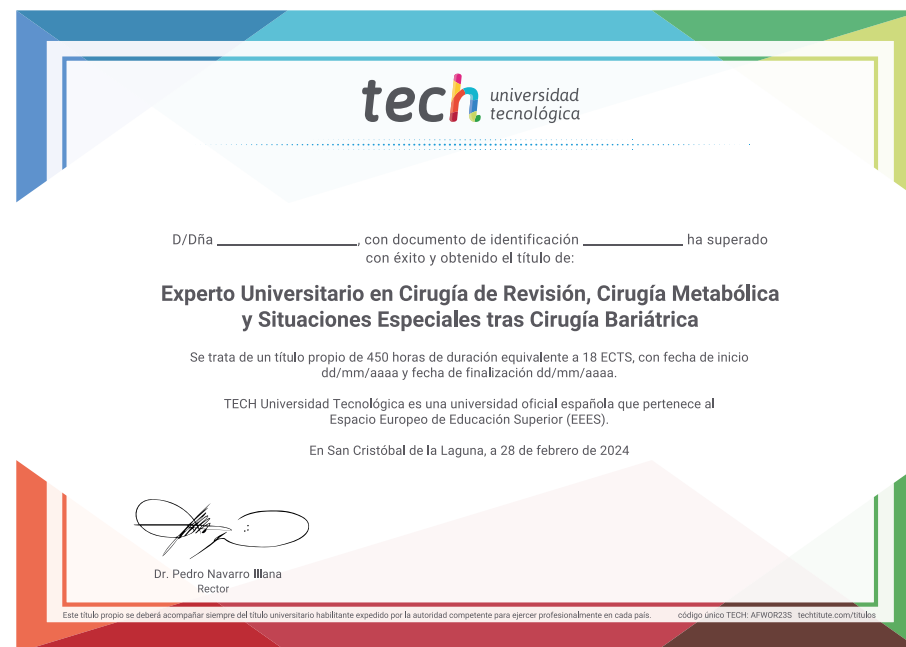 tech universidad
tecnológica
D/Dña ____________________, con documento de identificación ______________ ha superado
con éxito y obtenido el título de:
Experto Universitario en Cirugía de Revisión, Cirugía Metabólica
y Situaciones Especiales tras Cirugía Bariátrica
Se trata de un título propio de 450 horas de duración equivalente a 18 ECTS, con fecha de inicio
dd/mm/aaaa y fecha de finalización dd/mm/aaaa.
TECH Universidad Tecnológica es una universidad oficial española que pertenece al
Espacio Europeo de Educación Superior (EEES).
En San Cristóbal de la Laguna, a 28 de febrero de 2024
Dr. Pedro Navarro Illana
Rector
Este título propio se deberá acompañar siempre del título universitario habilitante expedido por la autoridad competente para ejercer profesionalmente en cada país. código único TECH: AFWOR23S techtitute.com/titulos